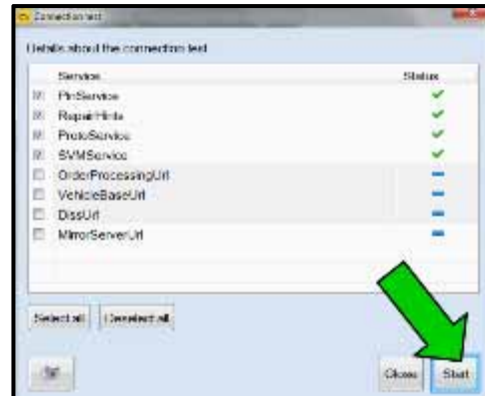 Connection test
Details about the connection test
Service Status
PinService
RepairHints
ProtoService
SVMService
OrderProcessingUrl
VehicleBaseUrl
DissUrl
MirrorServerUrl
Select all Deselect all
Close Start